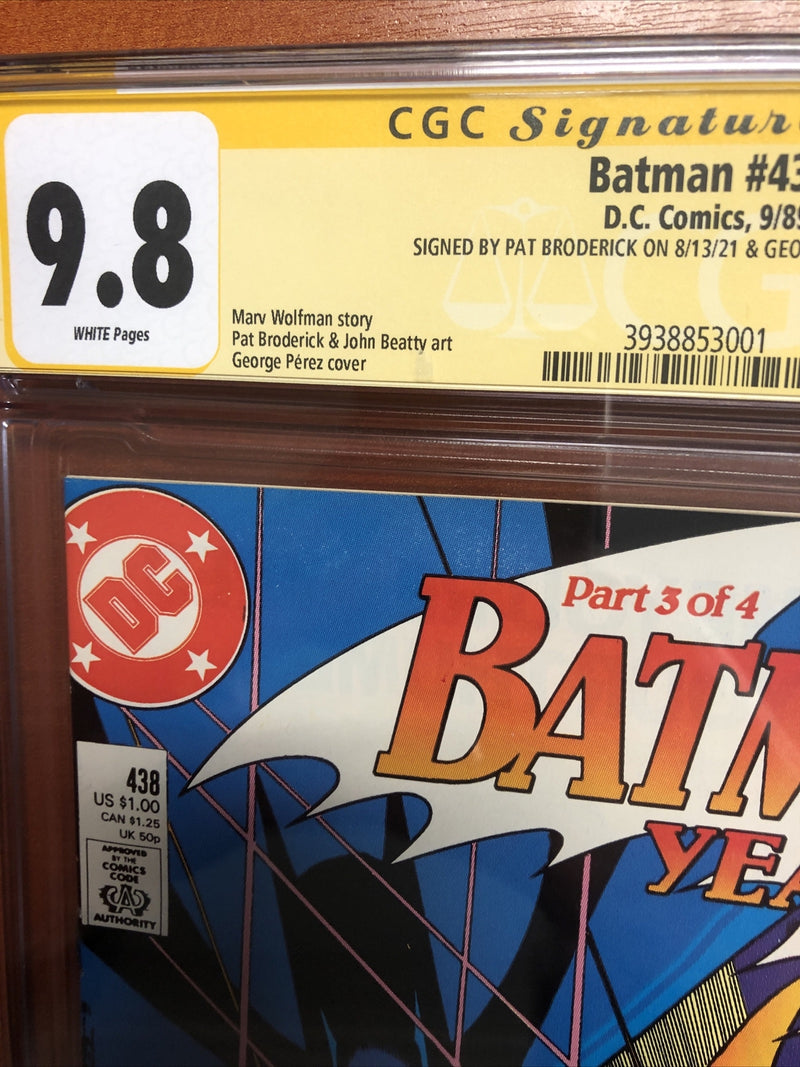 CGC Signatur
9.8
WHITE Pages
Batman #43
D.C. Comics, 9/89
SIGNED BY PAT BRODERICK ON 8/13/21 & GEO
Marv Wolfman story
Pat Broderick & John Beatty art
George Pérez cover
3938853001
DC
Part 3 of 4
BATM
YEA
438
US $1.00
CAN $1.25
UK 50p
APPROVED
BY THE
COMICS
CODE
CA
AUTHORITY